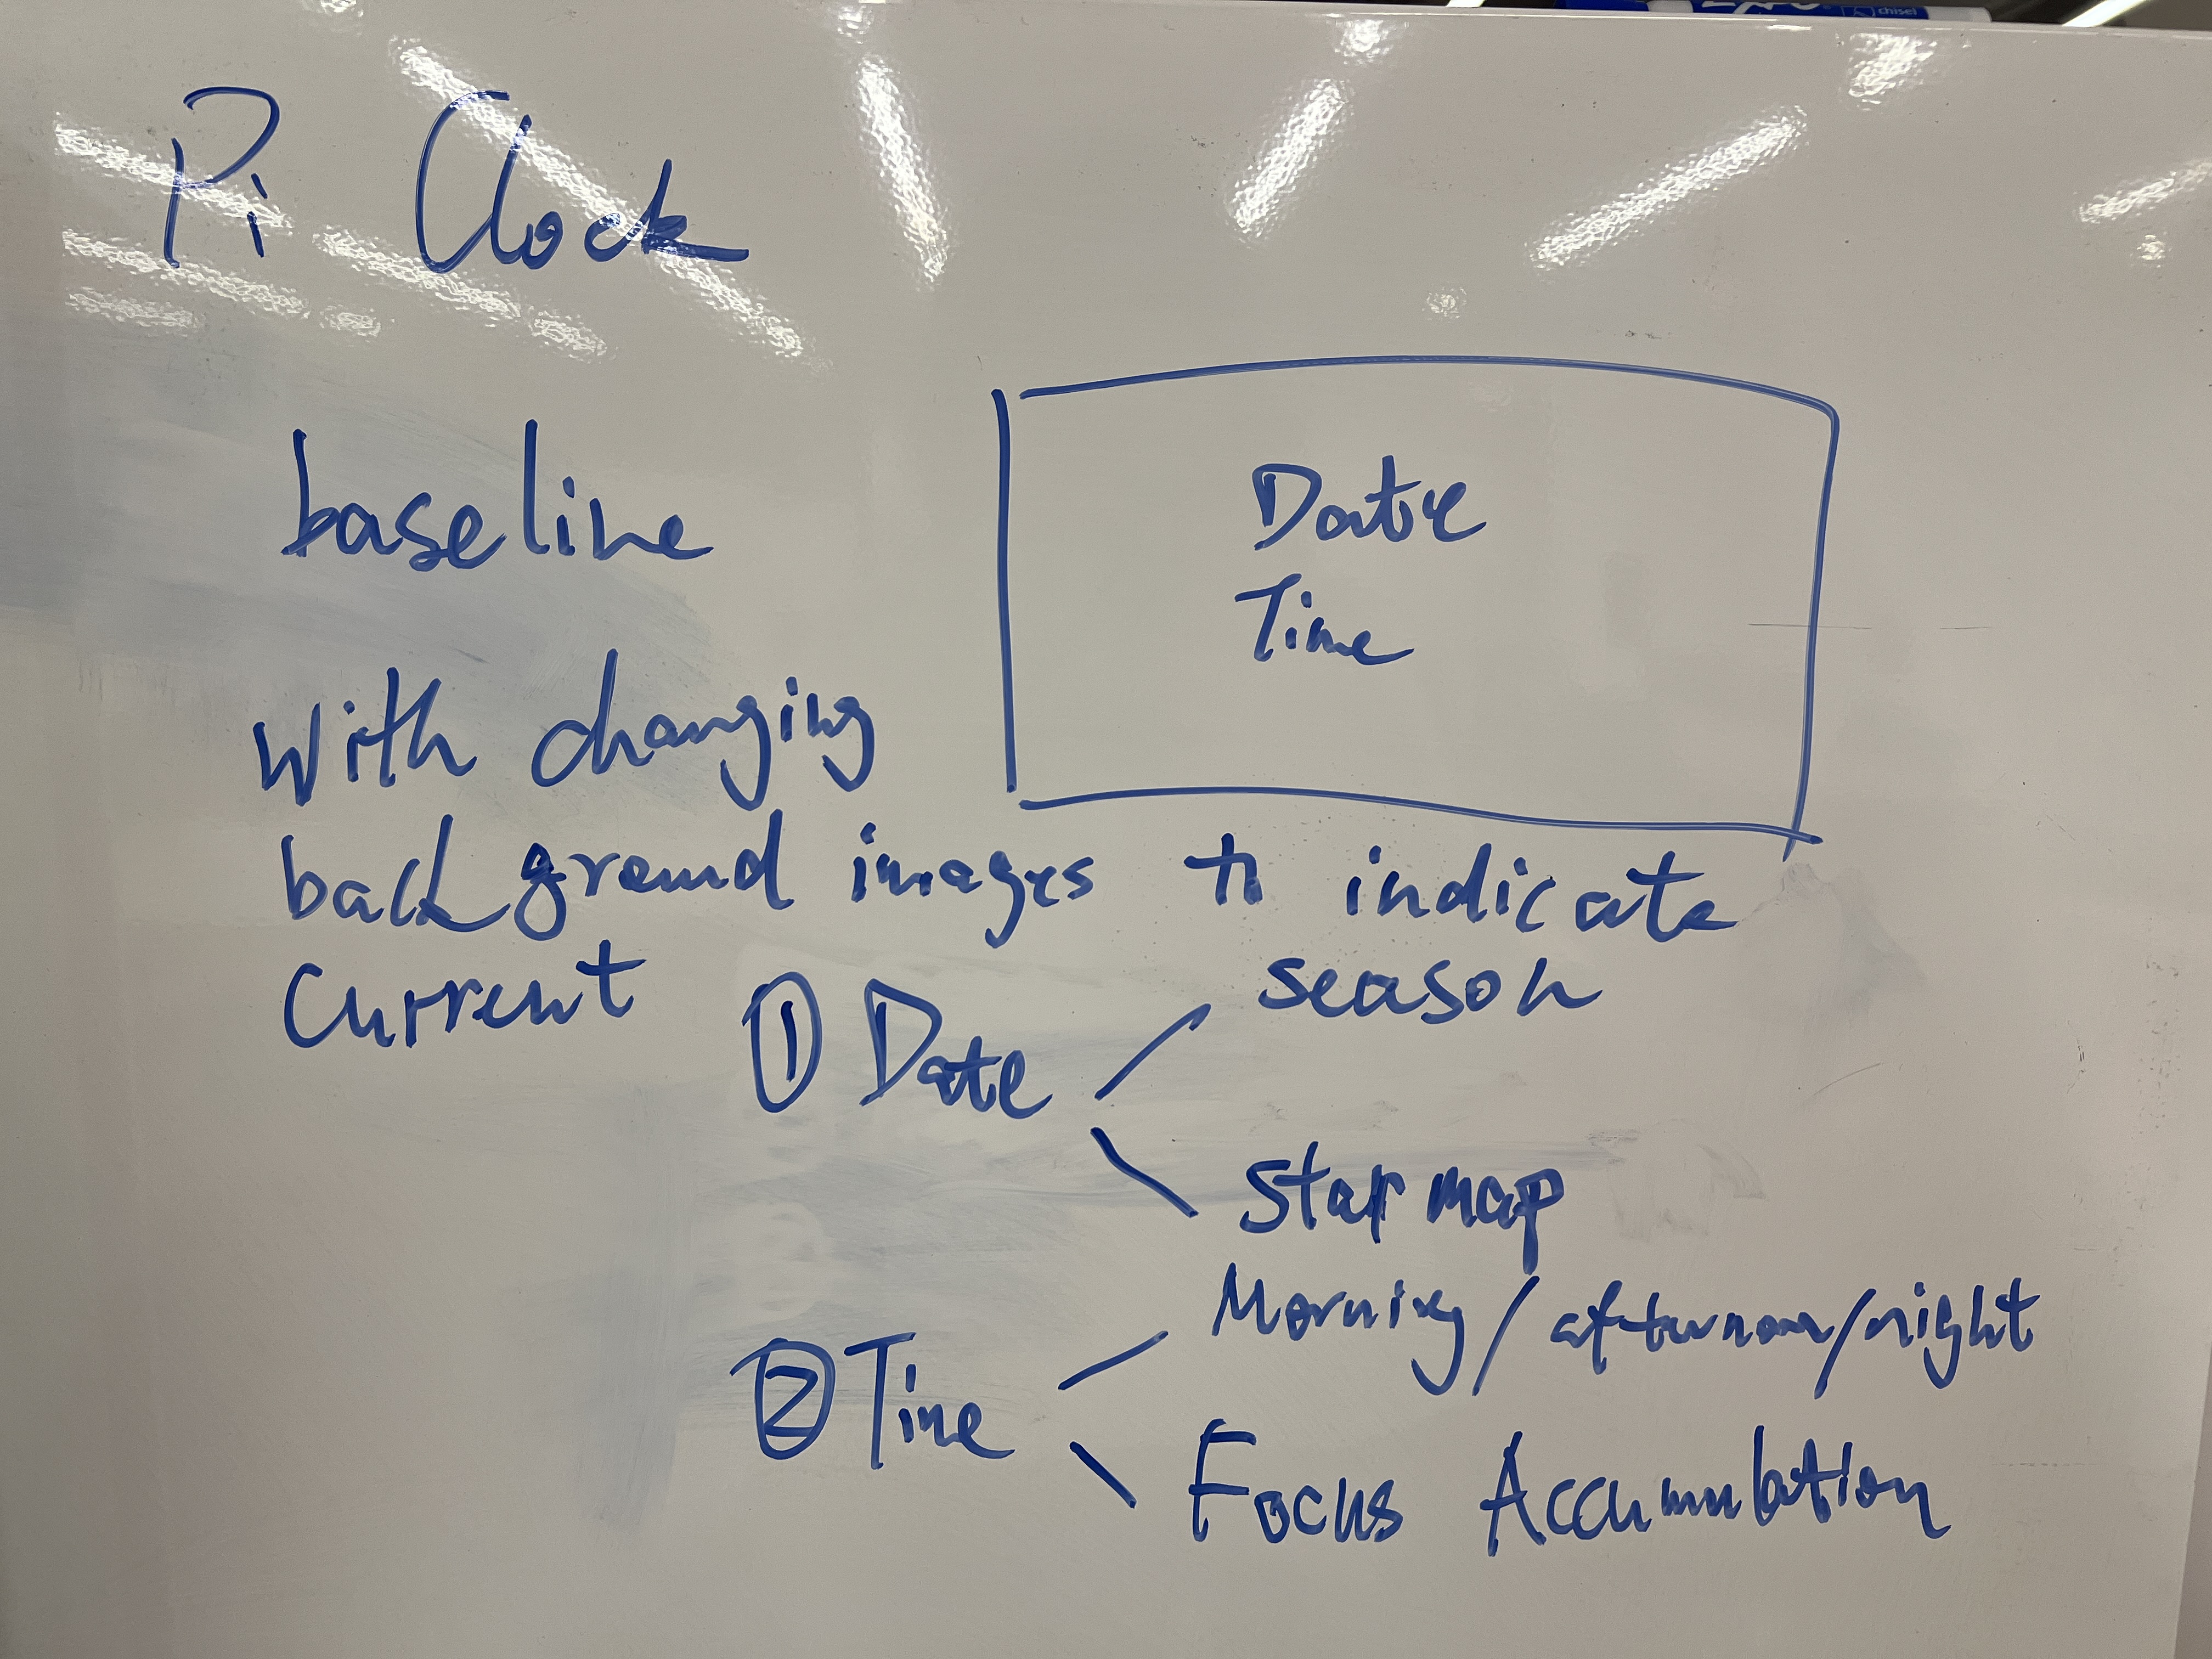 chisel
Pi Clock
baseline
Date
Time
With changing
background images to indicate
current
① Date
season
star map
② Time
Morning/afternoon/night
Focus Accumulation